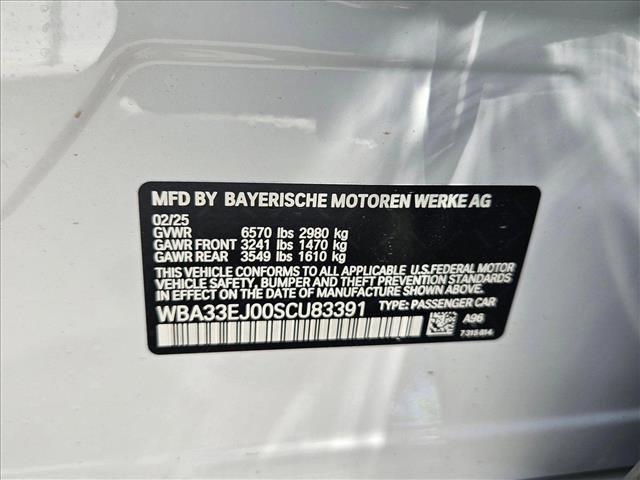 MFD BY BAYERISCHE MOTOREN WERKE AG
02/25
GVWR 6570 lbs 2980 kg
GAWR FRONT 3241 lbs 1470 kg
GAWR REAR 3549 lbs 1610 kg
THIS VEHICLE CONFORMS TO ALL APPLICABLE U.S.FEDERAL MOTOR
VEHICLE SAFETY, BUMPER AND THEFT PREVENTION STANDARDS
IN EFFECT ON THE DATE OF MANUFACTURE SHOWN ABOVE.
WBA33EJ00SCU83391 TYPE: PASSENGER CAR
A96